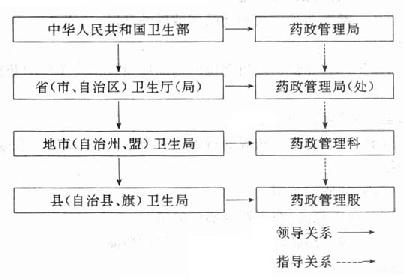 中华人民共和国卫生部 药政管理局
省(市、自治区)卫生厅(局) 药政管理局(处)
地市(自治州、盟)卫生局 药政管理科
县(自治县、旗)卫生局 药政管理股
领导关系
指导关系